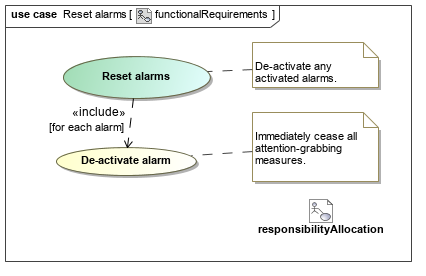 use case Reset alarms [ functionalRequirements ]
Reset alarms
De-activate any
activated alarms.
«include»
[for each alarm]
De-activate alarm
Immediately cease all
attention-grabbing
measures.
responsibilityAllocation